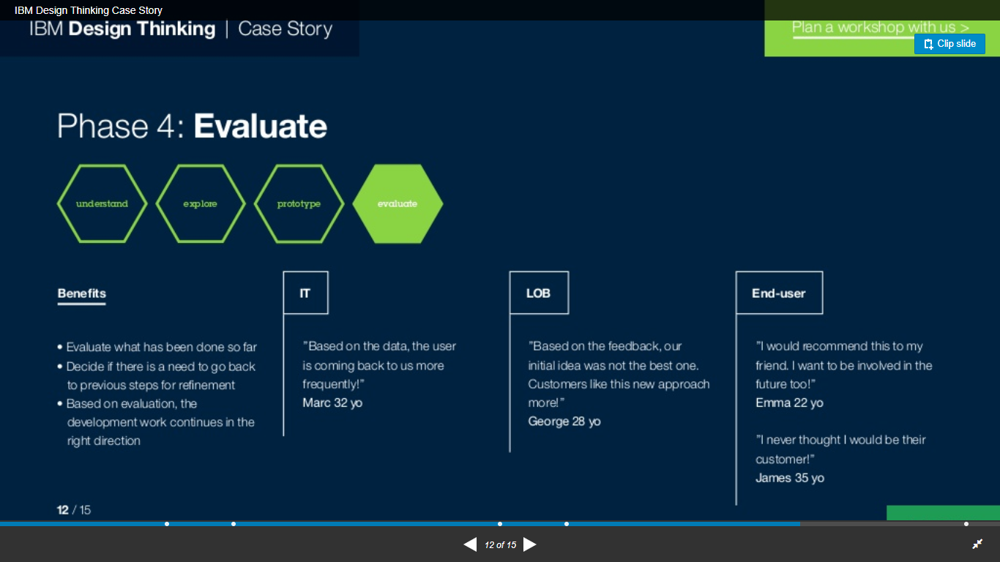 IBM Design Thinking Case Story
IBM Design Thinking | Case Story
Plan a workshop with us >
Clip slide
Phase 4: Evaluate
understand
explore
prototype
evaluate
Benefits
• Evaluate what has been done so far
• Decide if there is a need to go back
to previous steps for refinement
• Based on evaluation, the
development work continues in the
right direction
IT
”Based on the data, the user
is coming back to us more
frequently!”
Marc 32 yo
LOB
”Based on the feedback, our
initial idea was not the best one.
Customers like this new approach
more!”
George 28 yo
End-user
”I would recommend this to my
friend. I want to be involved in the
future too!”
Emma 22 yo
”I never thought I would be their
customer!”
James 35 yo
12 / 15
12 of 15